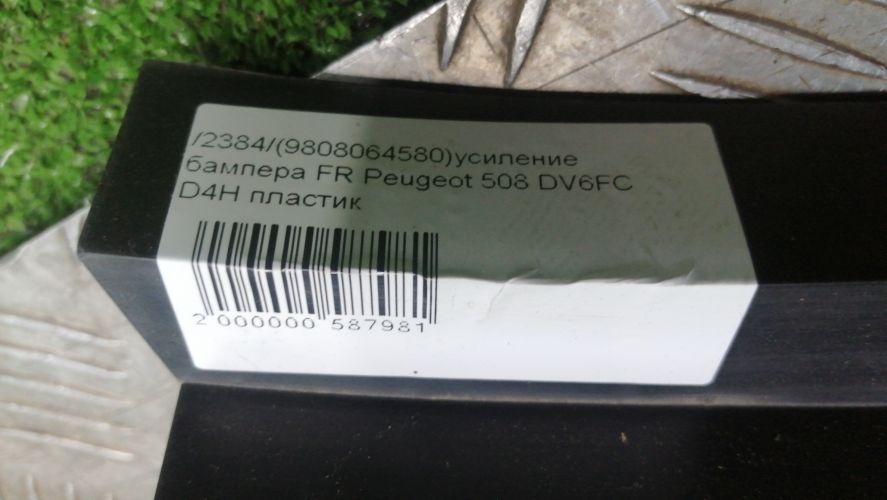 /2384/(9808064580)усиление
бампера FR Peugeot 508 DV6FC
D4H пластик
2 000000 587981